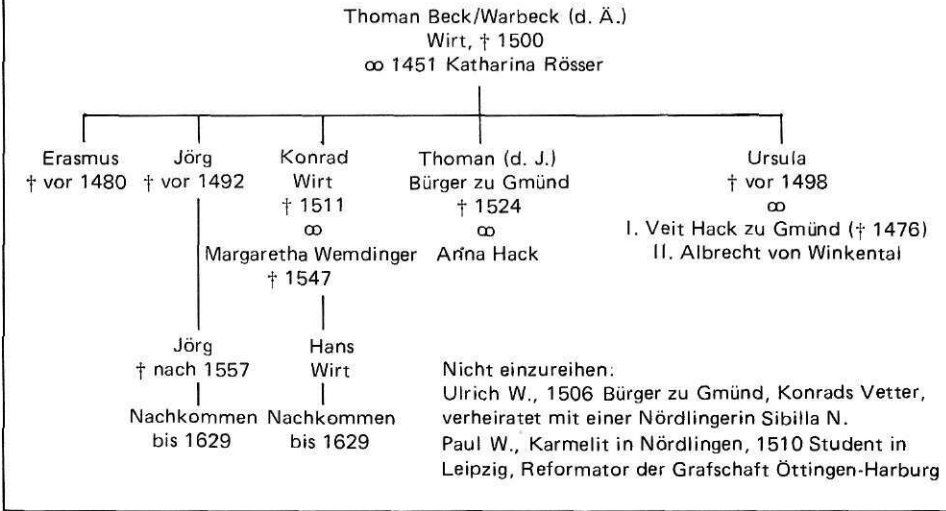 Thoman Beck/Warbeck (d. Ä.)
Wirt, † 1500
∞ 1451 Katharina Rösser
Erasmus
† vor 1480
Jörg
† vor 1492
Konrad
Wirt
† 1511
∞
Margaretha Wemdinger
† 1547
Thoman (d. J.)
Bürger zu Gmünd
† 1524
∞
Anna Hack
Ursula
† vor 1498
∞
I. Veit Hack zu Gmünd († 1476)
II. Albrecht von Winkental
Jörg
† nach 1557
Nachkommen
bis 1629
Hans
Wirt
Nachkommen
bis 1629
Nicht einzureihen:
Ulrich W., 1506 Bürger zu Gmünd, Konrads Vetter,
verheiratet mit einer Nördlingerin Sibilla N.
Paul W., Karmelit in Nördlingen, 1510 Student in
Leipzig, Reformator der Grafschaft Öttingen-Harburg